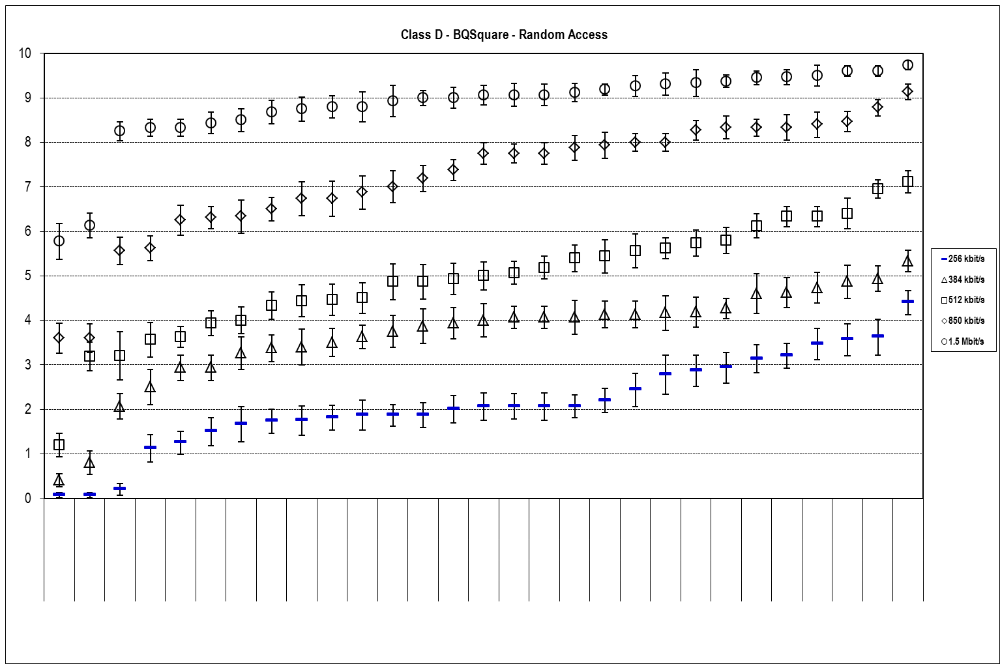 Class D - BQSquare - Random Access
10
9
8
7
6
5
4
3
2
1
0
256 kbit/s
384 kbit/s
512 kbit/s
850 kbit/s
1.5 Mbit/s